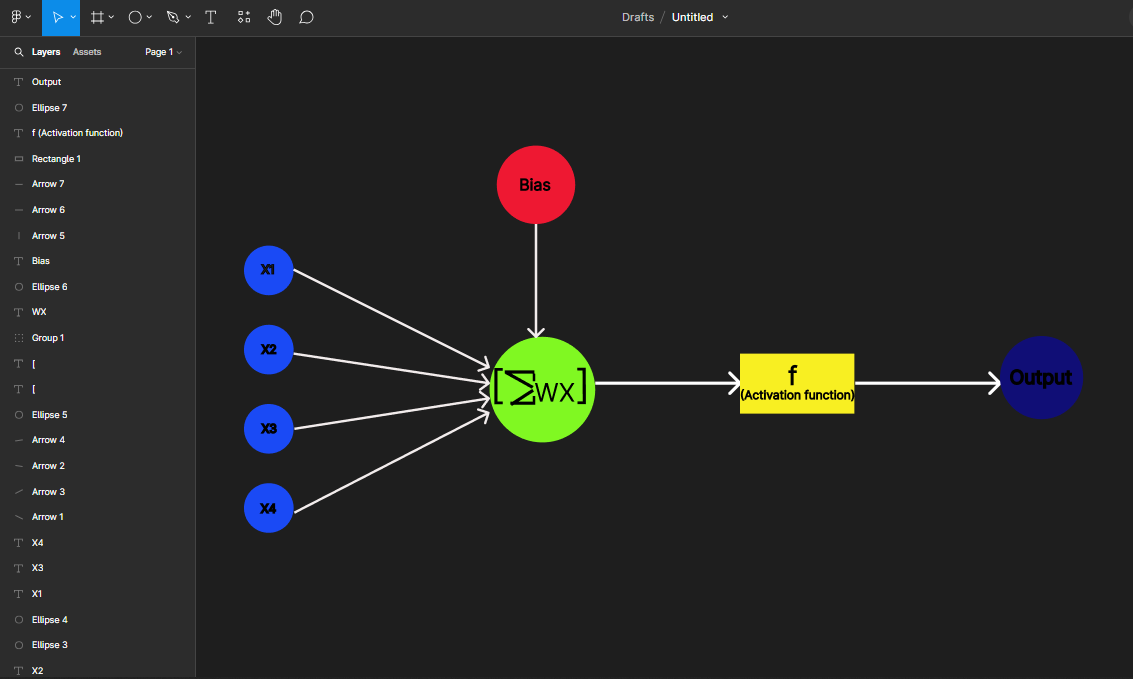 Drafts / Untitled
Layers Assets Page 1
Output
Ellipse 7
f (Activation function)
Rectangle 1
Arrow 7
Arrow 6
Arrow 5
Bias
Ellipse 6
WX
Group 1
[
[
Ellipse 5
Arrow 4
Arrow 2
Arrow 3
Arrow 1
X4
X3
X1
Ellipse 4
Ellipse 3
X2
Bias
X1
X2
X3
X4
[∑WX]
f
(Activation function)
Output